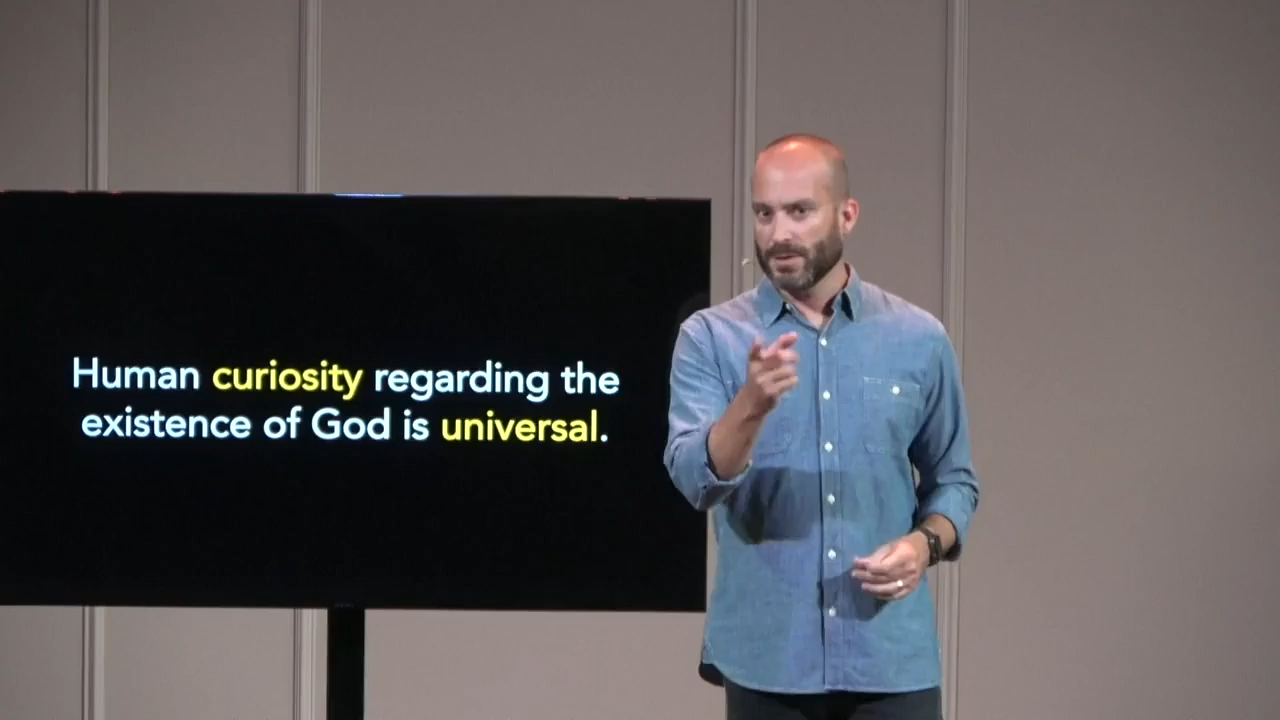 Human curiosity regarding the
existence of God is universal.